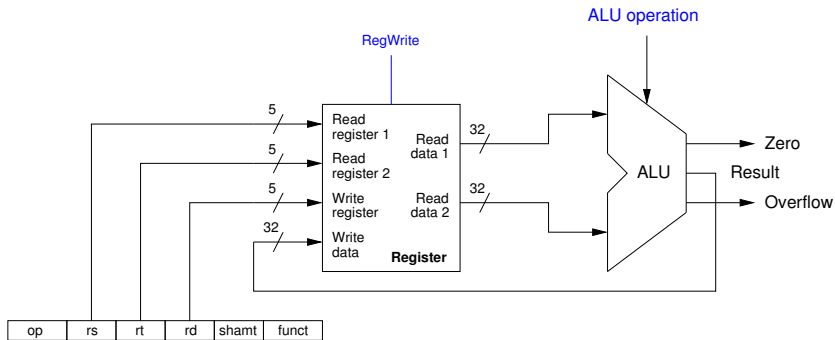 ALU operation
RegWrite
5
Read
register 1
5
Read
register 2
5
Write
register
32
Write
data
Read
data 1
32
Read
data 2
32
Register
ALU
Zero
Result
Overflow
op rs rt rd shamt funct